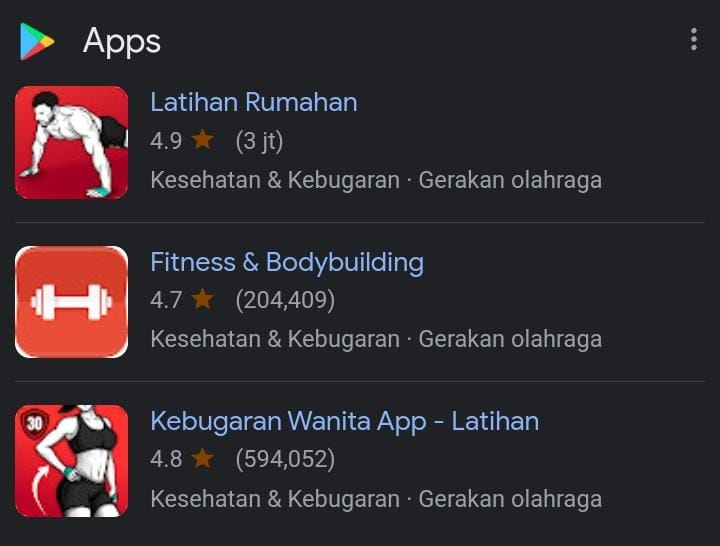 Apps
Latihan Rumahan
4.9 ★ (3 jt)
Kesehatan & Kebugaran · Gerakan olahraga
Fitness & Bodybuilding
4.7 ★ (204,409)
Kesehatan & Kebugaran · Gerakan olahraga
30
Kebugaran Wanita App - Latihan
4.8 ★ (594,052)
Kesehatan & Kebugaran · Gerakan olahraga